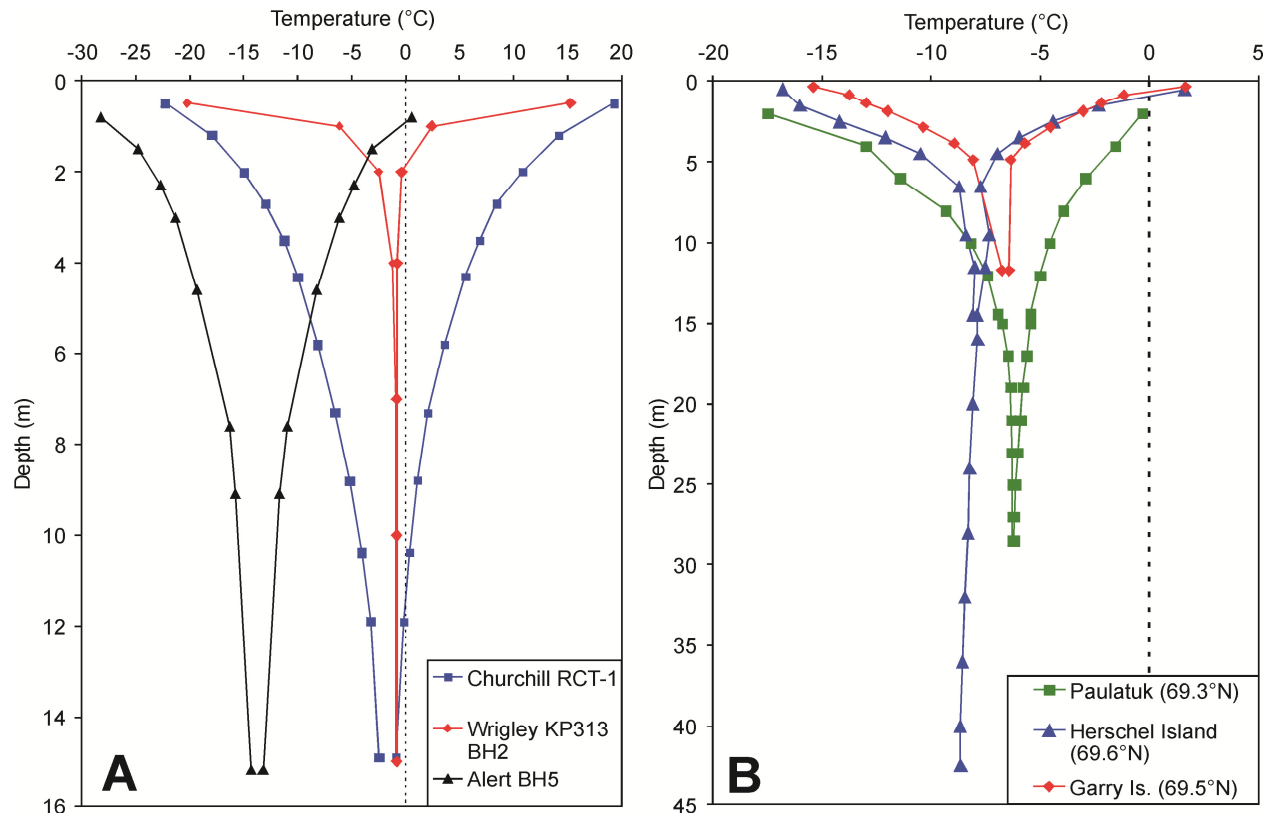 Temperature (°C)
-30 -25 -20 -15 -10 -5 0 5 10 15 20
0
2
4
6
8
10
12
14
16
Depth (m)
Churchill RCT-1
Wrigley KP313
BH2
Alert BH5
A
Temperature (°C)
-20 -15 -10 -5 0 5
0
5
10
15
20
25
30
35
40
45
Depth (m)
Paulatuk (69.3°N)
Herschel Island
(69.6°N)
Garry Is. (69.5°N)
B